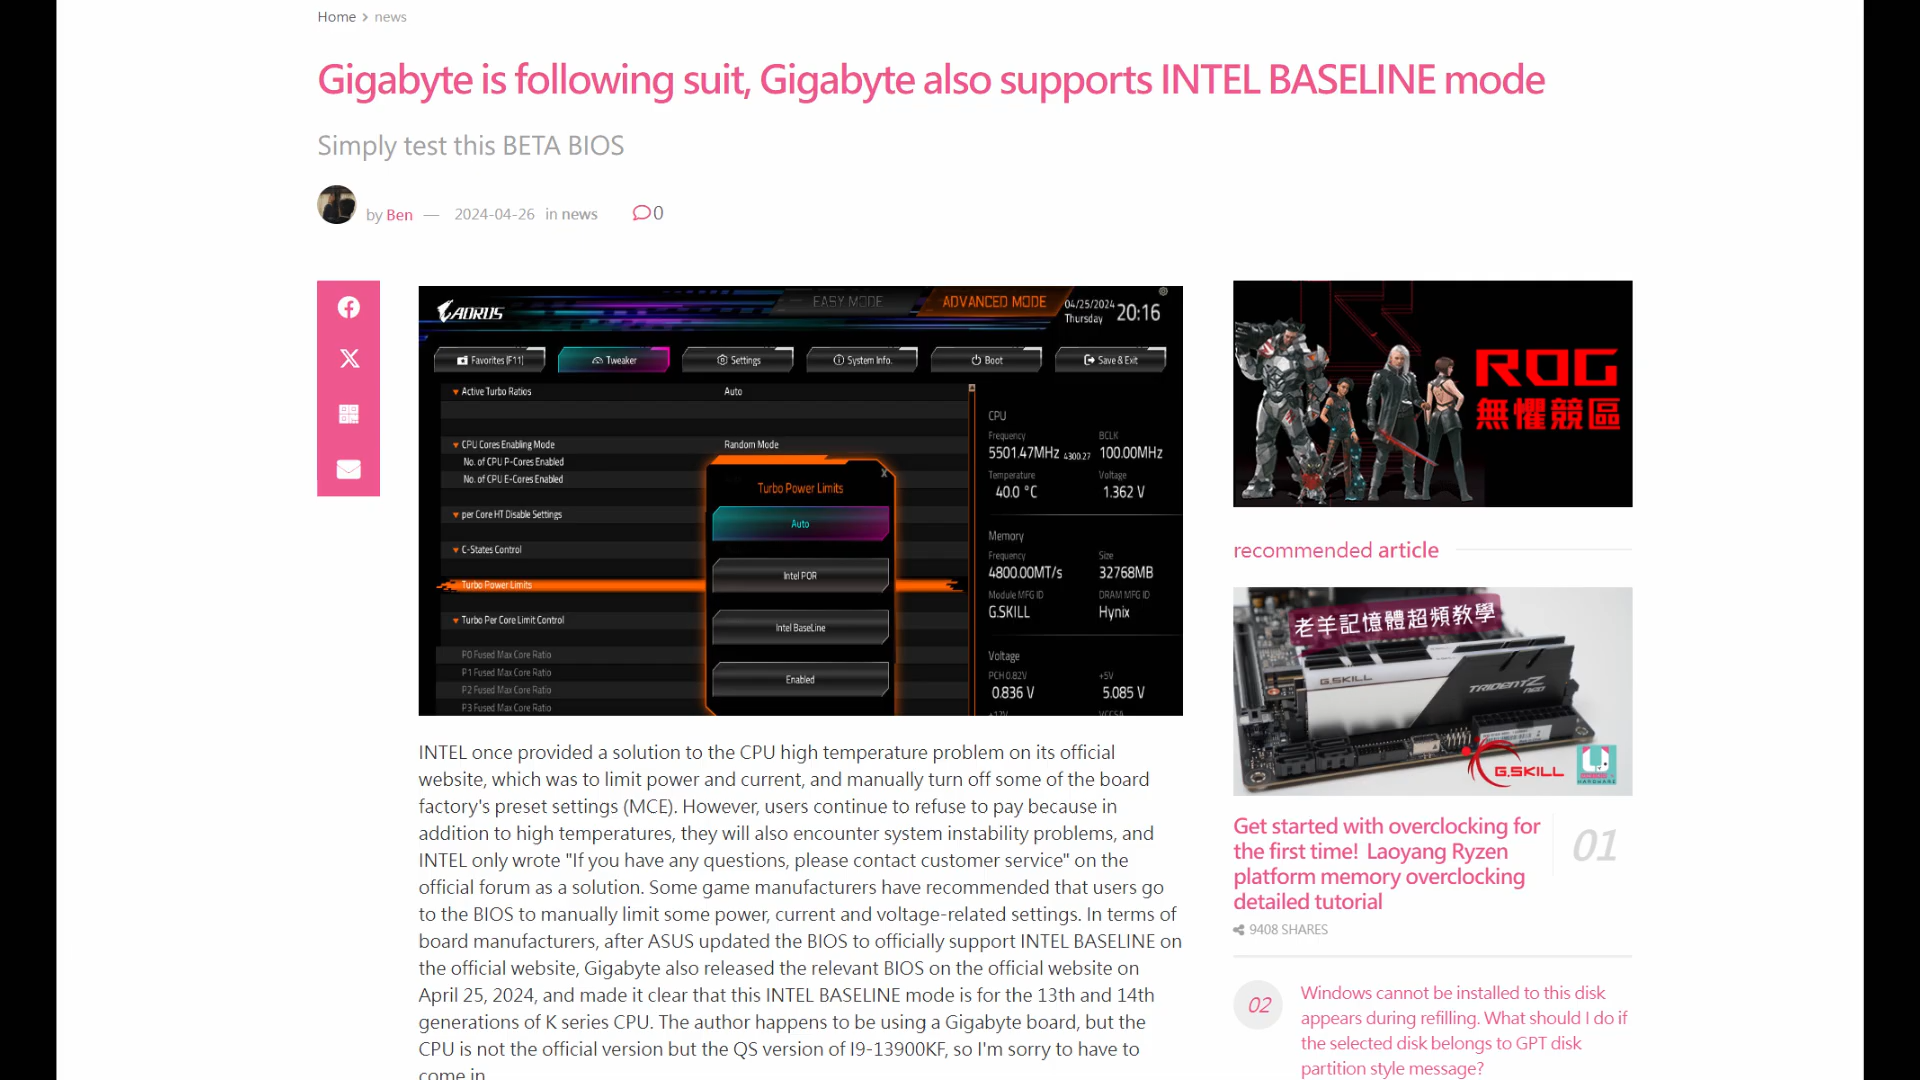 Home > news
Gigabyte is following suit, Gigabyte also supports INTEL BASELINE mode
Simply test this BETA BIOS
by Ben — 2024-04-26 in news 0
AORUS
EASY MODE
ADVANCED MODE
04/25/2024
Thursday
20:16
Favorites (F11)
Tweaker
Settings
System Info.
Boot
Save & Exit
Active Turbo Ratios Auto
CPU Cores Enabling Mode Random Mode
No. of CPU P-Cores Enabled
No. of CPU E-Cores Enabled
per Core HT Disable Settings
C-States Control
Turbo Power Limits
Turbo Per Core Limit Control
P0 Fused Max Core Ratio
P1 Fused Max Core Ratio
P2 Fused Max Core Ratio
P3 Fused Max Core Ratio
Turbo Power Limits
X
Auto
Intel POR
Intel BaseLine
Enabled
CPU
Frequency BCLK
5501.47MHz 4300.27 100.00MHz
Temperature Voltage
40.0 °C 1.362 V
Memory
Frequency Size
4800.00MT/s 32768MB
Module MFG ID DRAM MFG ID
G.SKILL Hynix
Voltage
PCH 0.82V +5V
0.836 V 5.085 V
+12V VCCSA
INTEL once provided a solution to the CPU high temperature problem on its official
website, which was to limit power and current, and manually turn off some of the board
factory's preset settings (MCE). However, users continue to refuse to pay because in
addition to high temperatures, they will also encounter system instability problems, and
INTEL only wrote "If you have any questions, please contact customer service" on the
official forum as a solution. Some game manufacturers have recommended that users go
to the BIOS to manually limit some power, current and voltage-related settings. In terms of
board manufacturers, after ASUS updated the BIOS to officially support INTEL BASELINE on
the official website, Gigabyte also released the relevant BIOS on the official website on
April 25, 2024, and made it clear that this INTEL BASELINE mode is for the 13th and 14th
generations of K series CPU. The author happens to be using a Gigabyte board, but the
CPU is not the official version but the QS version of I9-13900KF, so I'm sorry to have to
come in
ROG
無懼競區
recommended article
老羊記憶體超頻教學
G.SKILL
TRIDENT Z
neo
G.SKILL
Get started with overclocking for
the first time! Laoyang Ryzen
platform memory overclocking
detailed tutorial
01
9408 SHARES
02
Windows cannot be installed to this disk
appears during refilling. What should I do if
the selected disk belongs to GPT disk
partition style message?